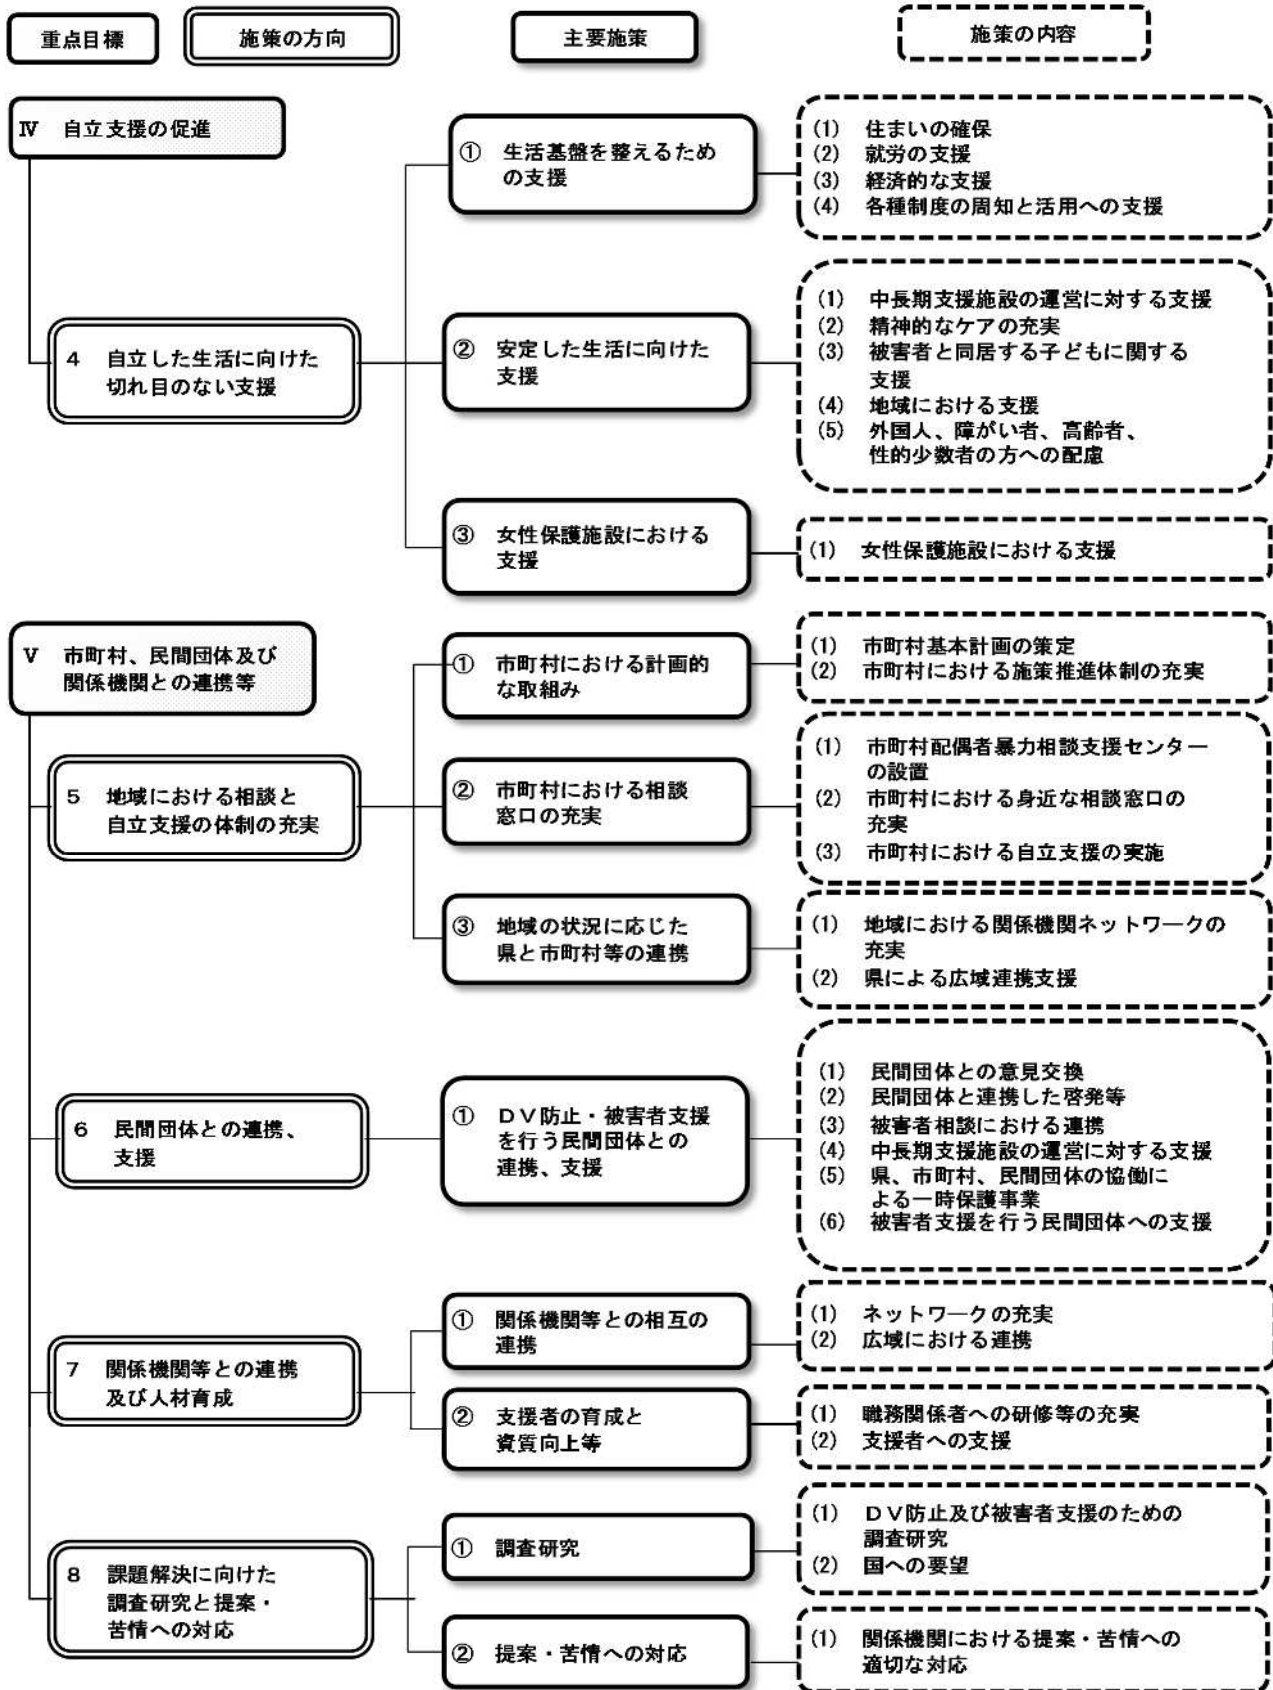 重点目標
施策の方向
主要施策
施策の内容
Ⅳ 自立支援の促進
4 自立した生活に向けた
切れ目のない支援
① 生活基盤を整えるため
の支援
(1) 住まいの確保
(2) 就労の支援
(3) 経済的な支援
(4) 各種制度の周知と活用への支援
② 安定した生活に向けた
支援
(1) 中長期支援施設の運営に対する支援
(2) 精神的なケアの充実
(3) 被害者と同居する子どもに関する
支援
(4) 地域における支援
(5) 外国人、障がい者、高齢者、
性的少数者の方への配慮
③ 女性保護施設における
支援
(1) 女性保護施設における支援
Ⅴ 市町村、民間団体及び
関係機関との連携等
5 地域における相談と
自立支援の体制の充実
① 市町村における計画的
な取組み
(1) 市町村基本計画の策定
(2) 市町村における施策推進体制の充実
② 市町村における相談
窓口の充実
(1) 市町村配偶者暴力相談支援センター
の設置
(2) 市町村における身近な相談窓口の
充実
(3) 市町村における自立支援の実施
③ 地域の状況に応じた
県と市町村等の連携
(1) 地域における関係機関ネットワークの
充実
(2) 県による広域連携支援
6 民間団体との連携、
支援
① ＤＶ防止・被害者支援
を行う民間団体との
連携、支援
(1) 民間団体との意見交換
(2) 民間団体と連携した啓発等
(3) 被害者相談における連携
(4) 中長期支援施設の運営に対する支援
(5) 県、市町村、民間団体の協働に
よる一時保護事業
(6) 被害者支援を行う民間団体への支援
7 関係機関等との連携
及び人材育成
① 関係機関等との相互の
連携
(1) ネットワークの充実
(2) 広域における連携
② 支援者の育成と
資質向上等
(1) 職務関係者への研修等の充実
(2) 支援者への支援
8 課題解決に向けた
調査研究と提案・
苦情への対応
① 調査研究
(1) ＤＶ防止及び被害者支援のための
調査研究
(2) 国への要望
② 提案・苦情への対応
(1) 関係機関における提案・苦情への
適切な対応